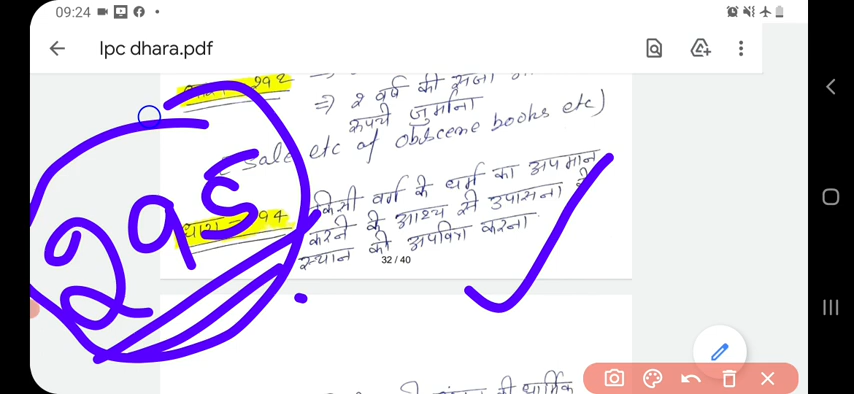 09:24
Ipc dhara.pdf
292
⇒ 2 वर्ष की सजा
रुपये जुर्माना
sale etc of obscene books etc)
295
धारा - 294 किसी वर्ग के धर्म का अपमान
करने के आशय से उपासना के
स्थान को अपवित्र करना
32 / 40
की धार्मिक